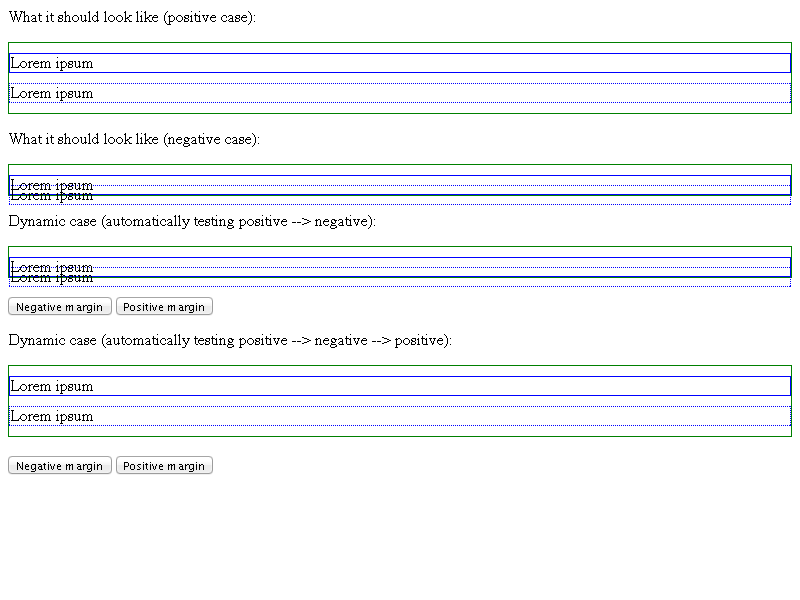 What it should look like (positive case):
Lorem ipsum
Lorem ipsum
What it should look like (negative case):
Lorem ipsum
Lorem ipsum
Dynamic case (automatically testing positive --> negative):
Lorem ipsum
Lorem ipsum
Negative margin Positive margin
Dynamic case (automatically testing positive --> negative --> positive):
Lorem ipsum
Lorem ipsum
Negative margin Positive margin